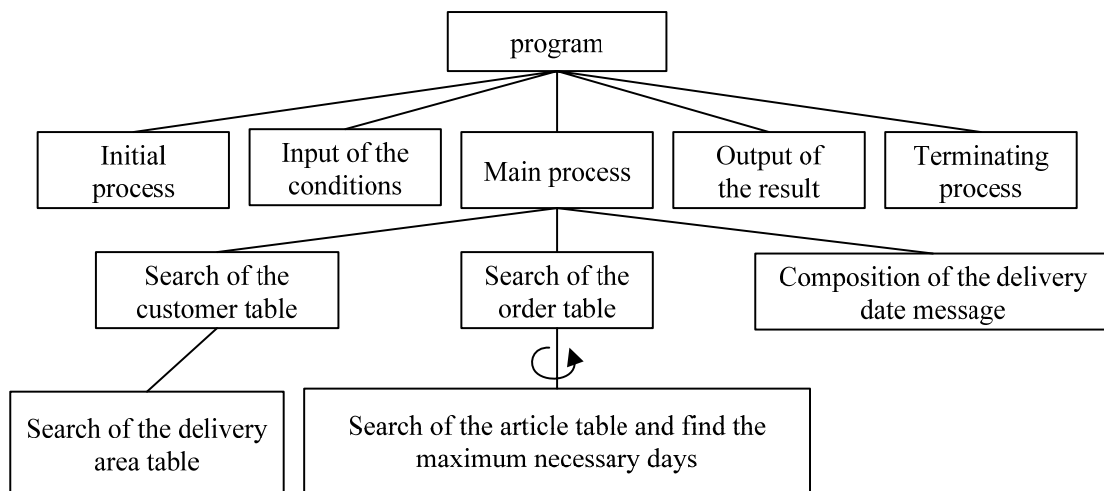 program
Initial
process
Input of the
conditions
Main process
Output of
the result
Terminating
process
Search of the
customer table
Search of the
order table
Composition of the delivery
date message
Search of the delivery
area table
Search of the article table and find the
maximum necessary days